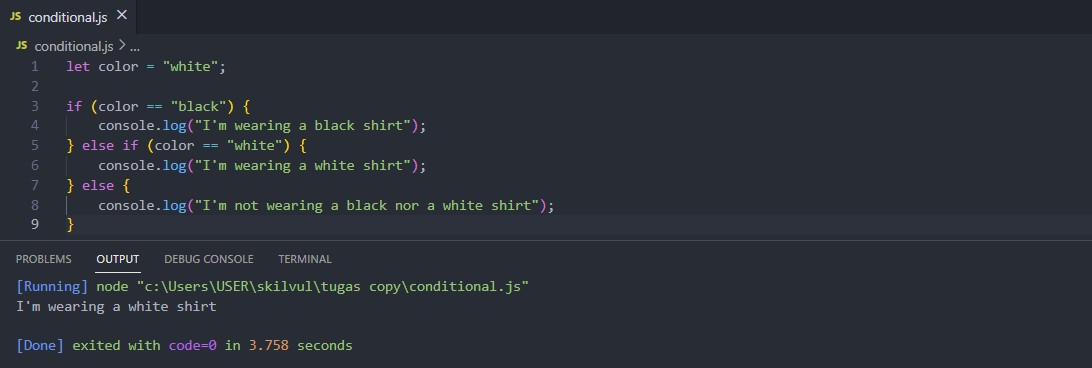 JS conditional.js ×
JS conditional.js > ...
1 let color = "white";
2
3 if (color == "black") {
4     console.log("I'm wearing a black shirt");
5 } else if (color == "white") {
6     console.log("I'm wearing a white shirt");
7 } else {
8     console.log("I'm not wearing a black nor a white shirt");
9 }
PROBLEMS OUTPUT DEBUG CONSOLE TERMINAL
[Running] node "c:\Users\USER\skilvul\tugas copy\conditional.js"
I'm wearing a white shirt
[Done] exited with code=0 in 3.758 seconds